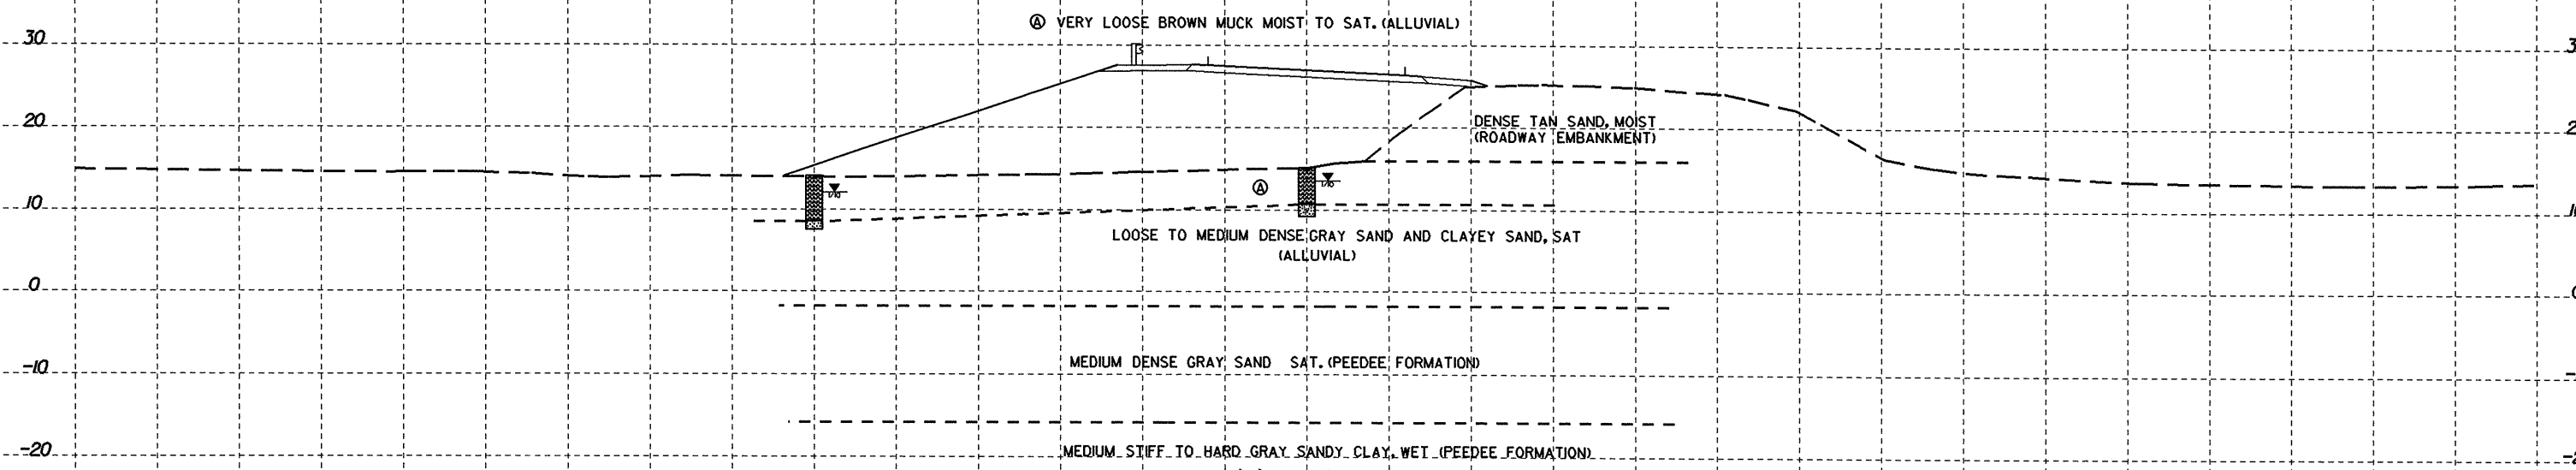 Ⓐ VERY LOOSE BROWN MUCK MOIST TO SAT. (ALLUVIAL)
30
20
DENSE TAN SAND, MOIST
(ROADWAY EMBANKMENT)
Ⓐ
10
LOOSE TO MEDIUM DENSE GRAY SAND AND CLAYEY SAND, SAT
(ALLUVIAL)
0
-10
MEDIUM DENSE GRAY SAND SAT. (PEEDEE FORMATION)
-20
MEDIUM STIFF TO HARD GRAY SANDY CLAY, WET (PEEDEE FORMATION)